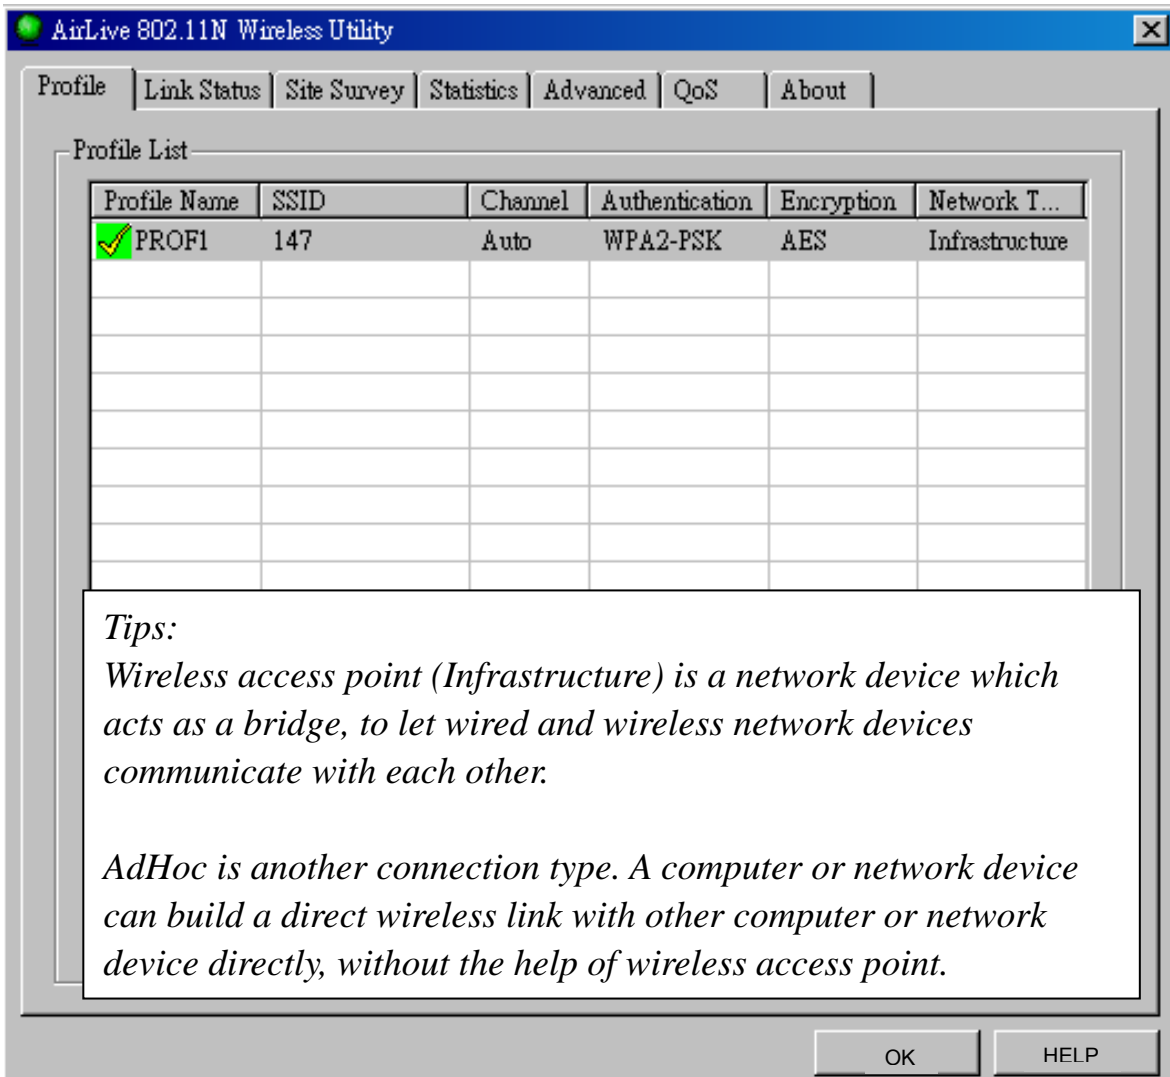 AirLive 802.11N Wireless Utility
Profile Link Status Site Survey Statistics Advanced QoS About
Profile List
Profile Name SSID Channel Authentication Encryption Network T...
PROF1 147 Auto WPA2-PSK AES Infrastructure
Tips:
Wireless access point (Infrastructure) is a network device which
acts as a bridge, to let wired and wireless network devices
communicate with each other.
AdHoc is another connection type. A computer or network device
can build a direct wireless link with other computer or network
device directly, without the help of wireless access point.
OK HELP